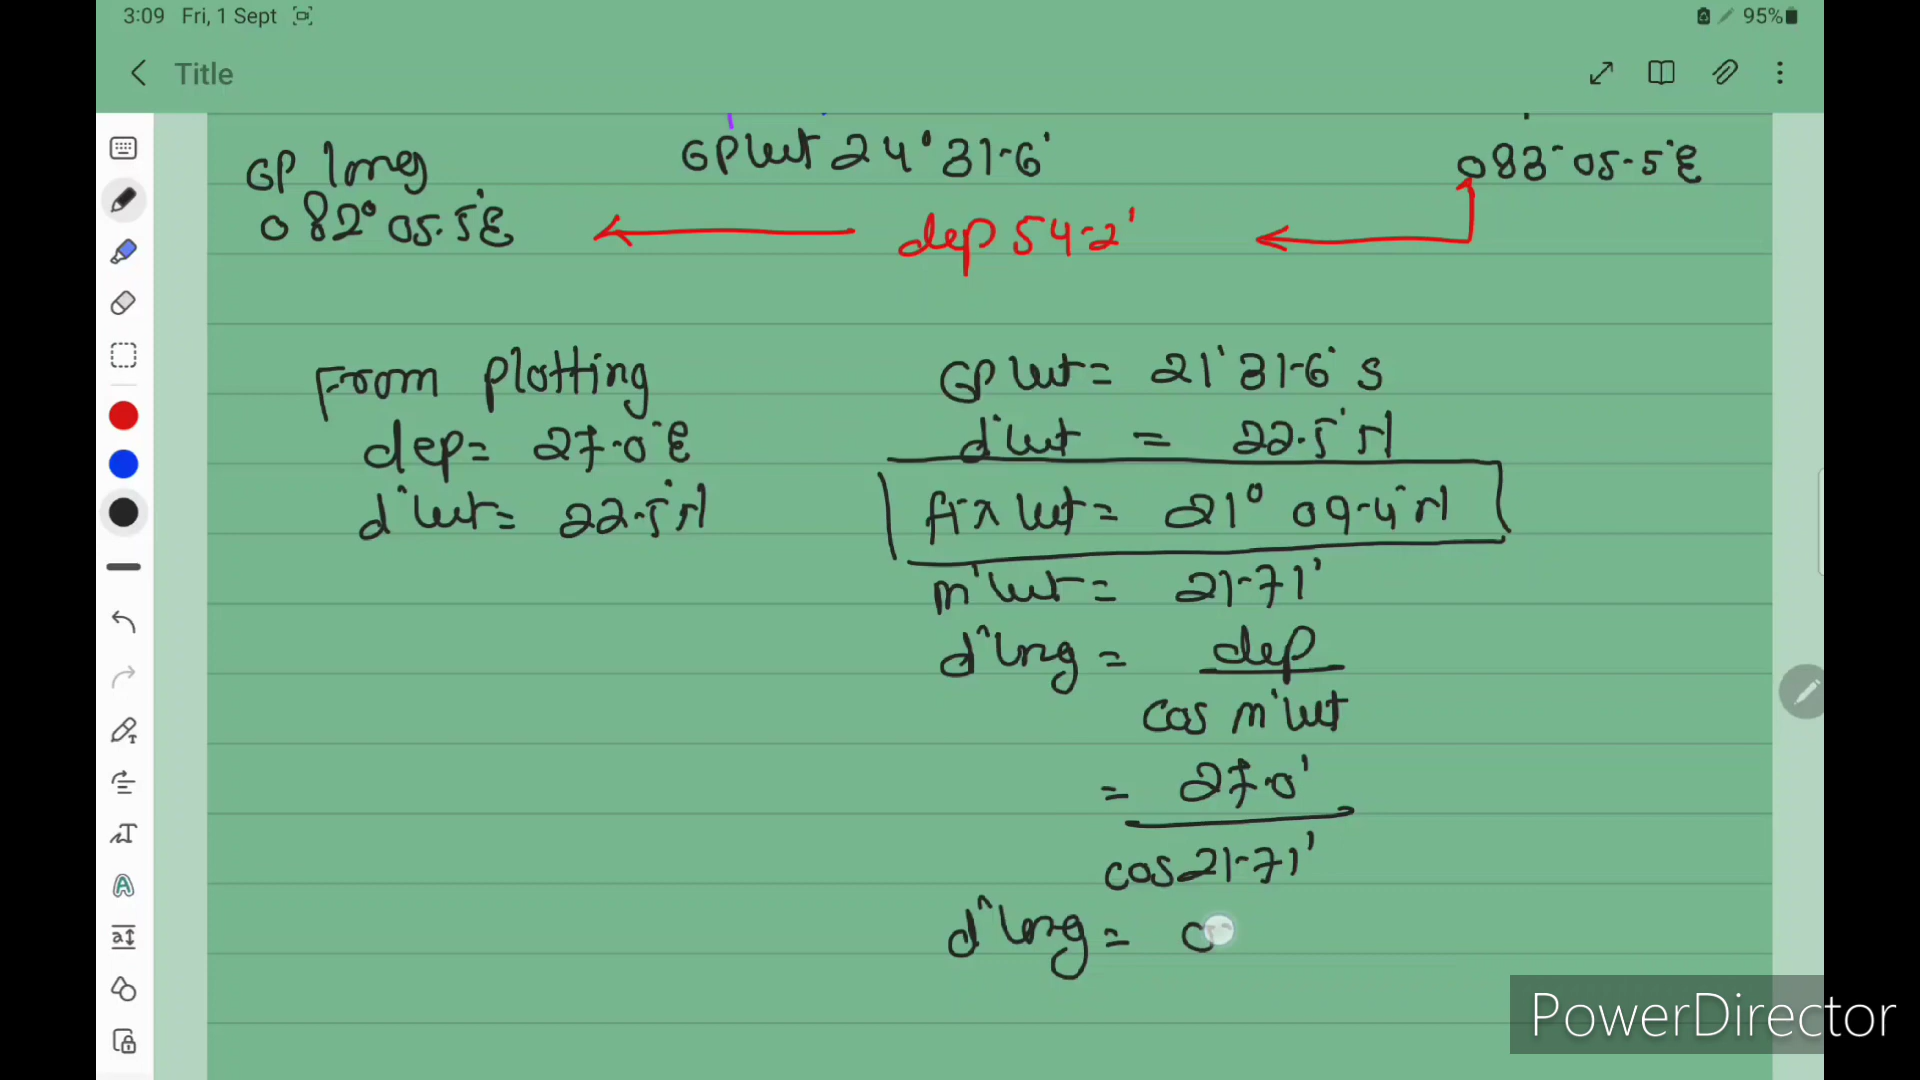 3:09 Fri, 1 Sept 95%
Title
GP long
082° 05.5'E
GP lat 24° 31-6'
083° 05-5'E
dep 54-2'
From plotting
dep= 27.0'E
d'lat= 22.5'N
GP lat= 21° 31-6' S
d'lat = 22.5'N
fix lat= 21° 09-4' N
m'lat= 21-71'
d'long = dep
cos m'lat
= 27.0'
cos 21-71'
d'long = 0
PowerDirector